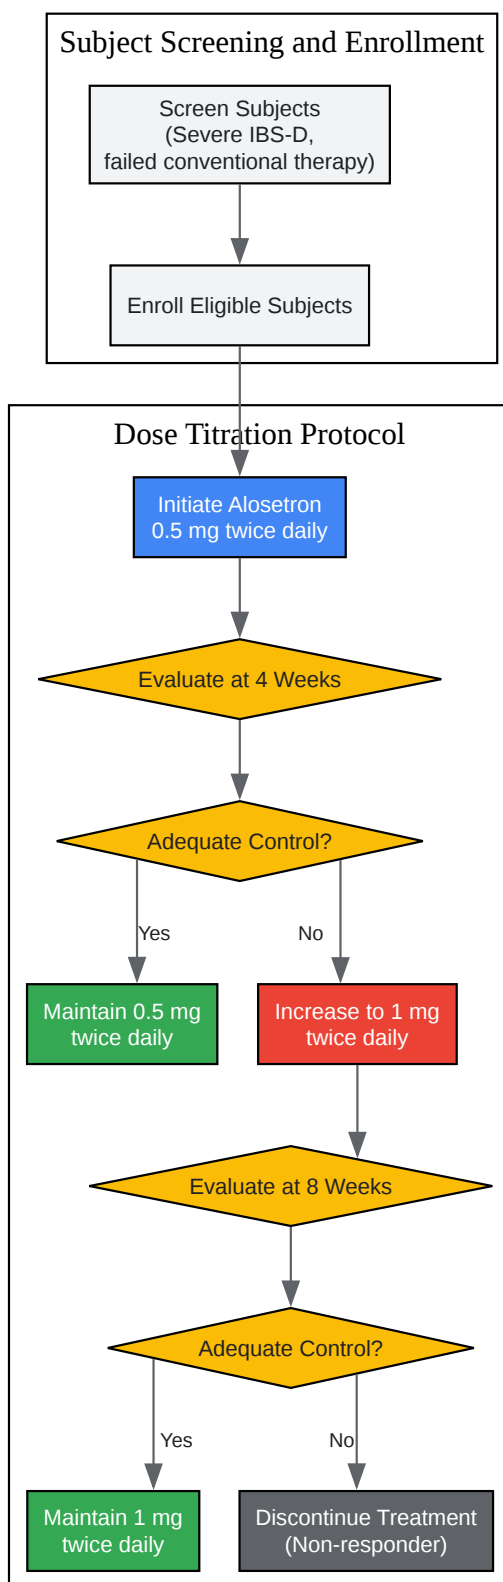 Subject Screening and Enrollment
Screen Subjects
(Severe IBS-D,
failed conventional therapy)
Enroll Eligible Subjects
Dose Titration Protocol
Initiate Alosetron
0.5 mg twice daily
Evaluate at 4 Weeks
Adequate Control?
Yes
No
Maintain 0.5 mg
twice daily
Increase to 1 mg
twice daily
Evaluate at 8 Weeks
Adequate Control?
Yes
No
Maintain 1 mg
twice daily
Discontinue Treatment
(Non-responder)